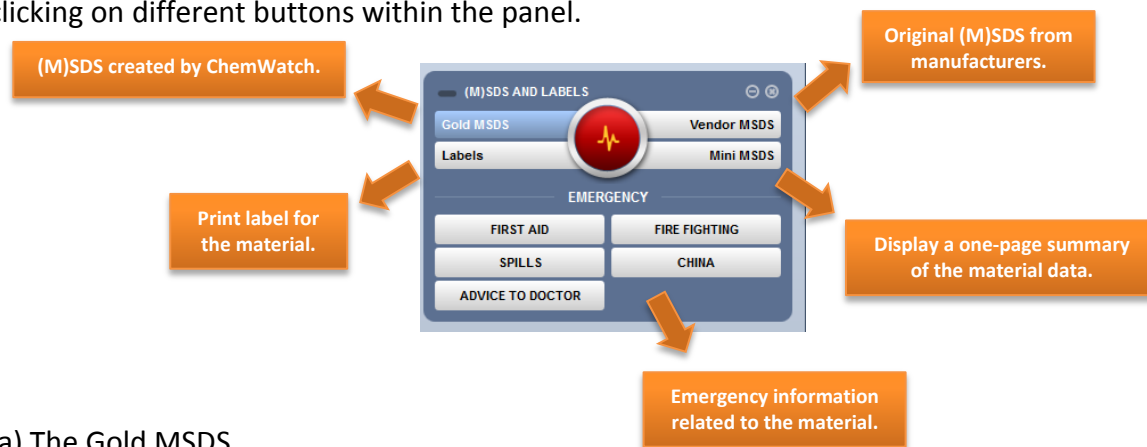 clicking on different buttons within the panel.
Original (M)SDS from
manufacturers.
(M)SDS created by ChemWatch.
(M)SDS AND LABELS
Gold MSDS
Vendor MSDS
Labels
Mini MSDS
EMERGENCY
Print label for
the material.
FIRST AID
FIRE FIGHTING
SPILLS
CHINA
ADVICE TO DOCTOR
Display a one-page summary
of the material data.
Emergency information
related to the material.
a) The Gold MSDS